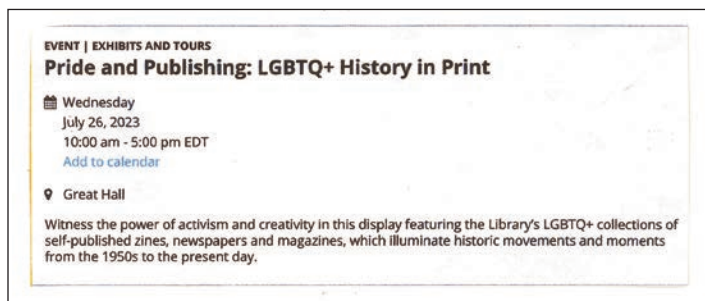 EVENT | EXHIBITS AND TOURS
Pride and Publishing: LGBTQ+ History in Print
Wednesday
July 26, 2023
10:00 am - 5:00 pm EDT
Add to calendar
Great Hall
Witness the power of activism and creativity in this display featuring the Library's LGBTQ+ collections of
self-published zines, newspapers and magazines, which illuminate historic movements and moments
from the 1950s to the present day.